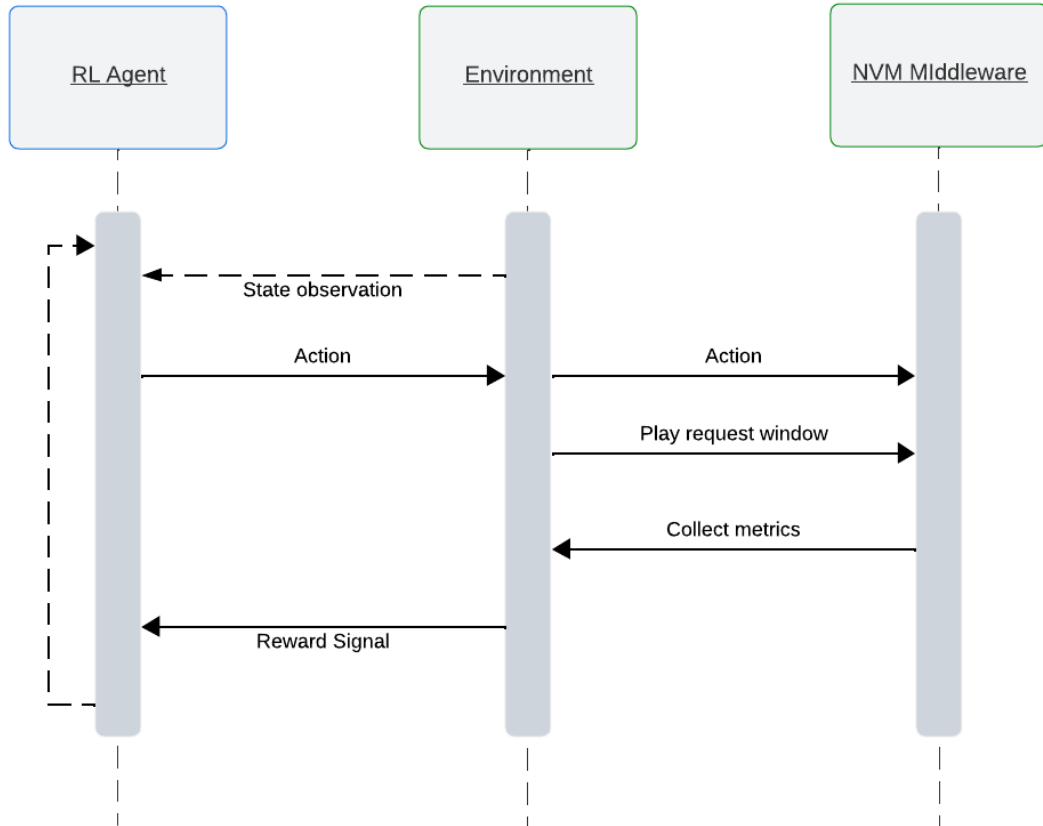 RL Agent
Environment
NVM MIddleware
State observation
Action
Action
Play request window
Collect metrics
Reward Signal